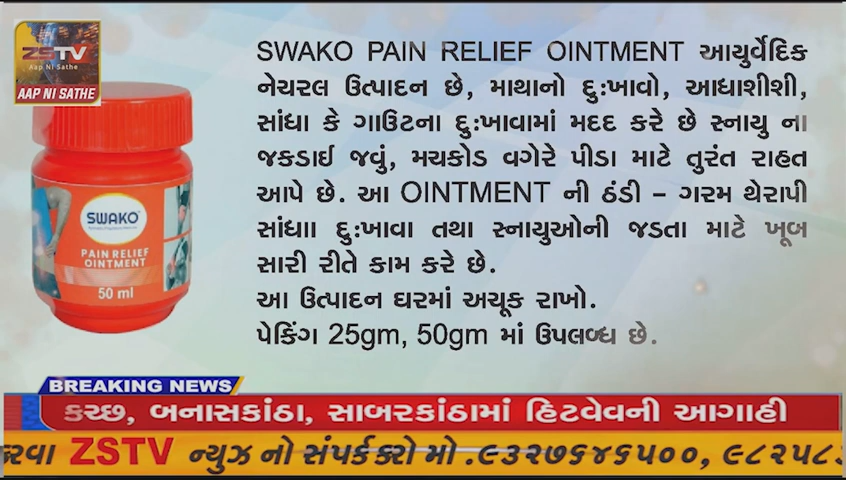 ZSTV
Aap Ni Sathe
AAP NI SATHE
SWAKO
PAIN RELIEF
OINTMENT
50 ml
SWAKO PAIN RELIEF OINTMENT આયુર્વેદિક
નેચરલ ઉત્પાદન છે, માથાનો દુઃખાવો, આધાશીશી,
સાંધા કે ગાઉટના દુઃખાવામાં મદદ કરે છે સ્નાયુ ના
જકડાઈ જવું, મચકોડ વગેરે પીડા માટે તુરંત રાહત
આપે છે. આ OINTMENT ની ઠંડી – ગરમ થેરાપી
સાંધાા દુઃખાવા તથા સ્નાયુઓની જડતા માટે ખૂબ
સારી રીતે કામ કરે છે.
આ ઉત્પાદન ઘરમાં અચૂક રાખો.
પેકિંગ 25gm, 50gm માં ઉપલબ્ધ છે.
BREAKING NEWS
કચ્છ, બનાસકાંઠા, સાબરકાંઠામાં હિટવેવની આગાહી
ZSTV ન્યુઝ નો સંપર્ક કરો મો .૯૩૨૭૬૪૬૫૦૦,